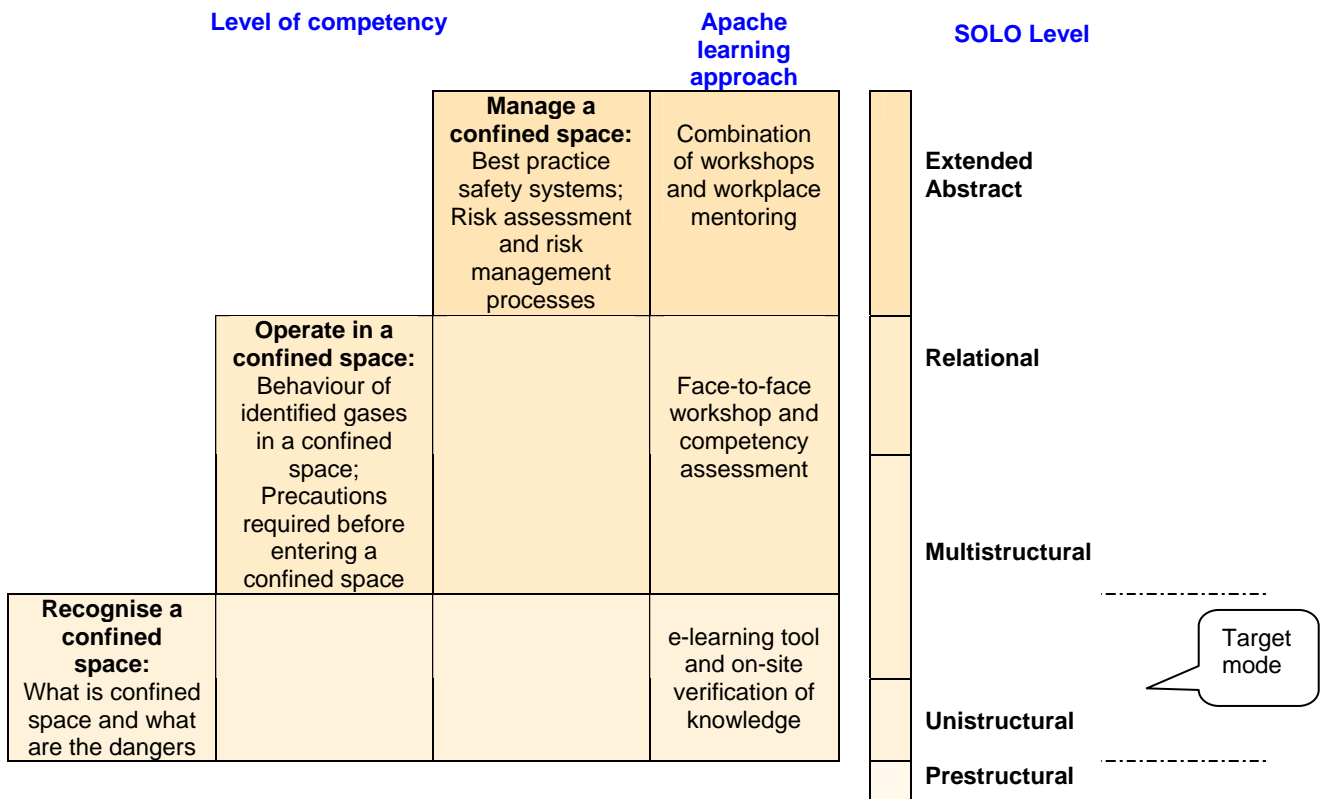 Level of competency
Apache
learning
approach
SOLO Level
Manage a
confined space:
Best practice
safety systems;
Risk assessment
and risk
management
processes
Combination
of workshops
and workplace
mentoring
Extended
Abstract
Operate in a
confined space:
Behaviour of
identified gases
in a confined
space;
Precautions
required before
entering a
confined space
Face-to-face
workshop and
competency
assessment
Relational
Multistructural
Recognise a
confined
space:
What is confined
space and what
are the dangers
e-learning tool
and on-site
verification of
knowledge
Target
mode
Unistructural
Prestructural